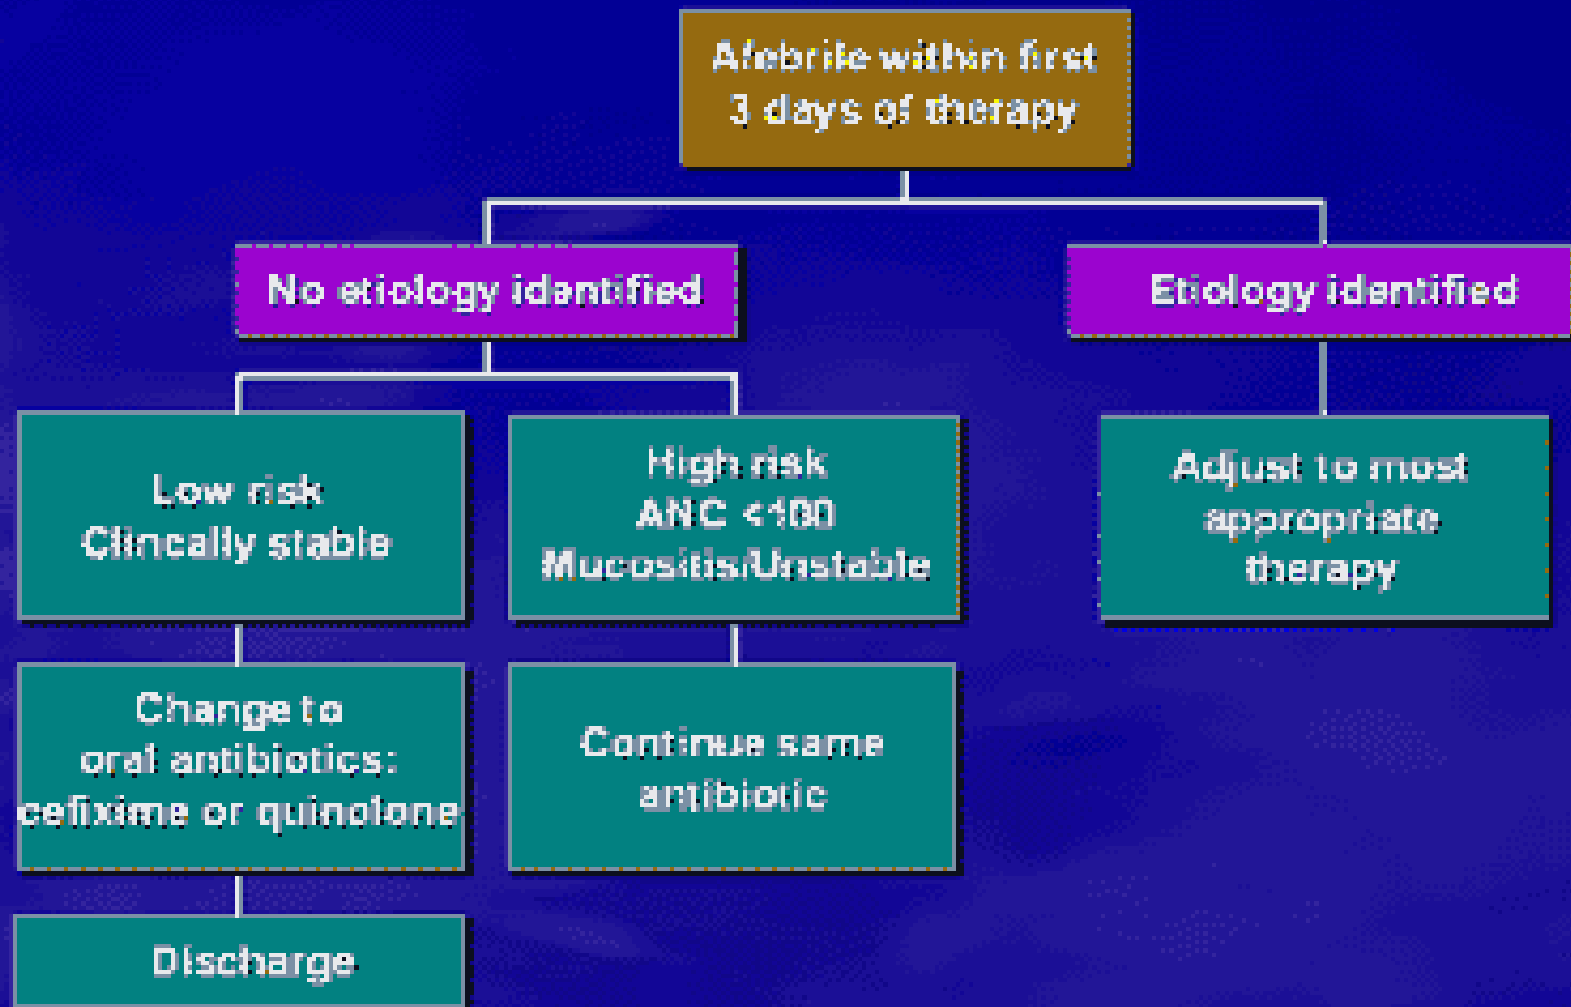 Afebrile within first
3 days of therapy
No etiology identified
Etiology identified
Low risk
Clincally stable
High risk
ANC <100
Mucositis/Unstable
Adjust to most
appropriate
therapy
Change to
oral antibiotics:
cefixime or quinolone
Continue same
antibiotic
Discharge